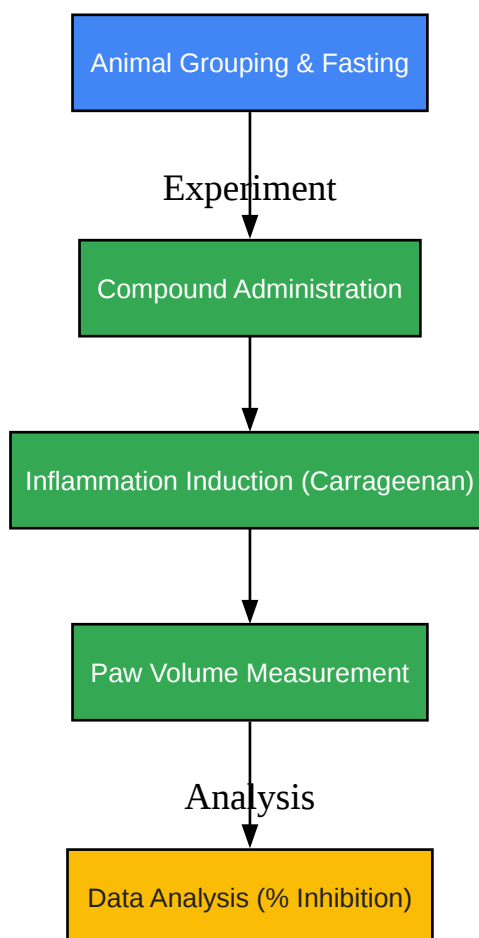 Animal Grouping & Fasting
Experiment
Compound Administration
Inflammation Induction (Carrageenan)
Paw Volume Measurement
Analysis
Data Analysis (% Inhibition)